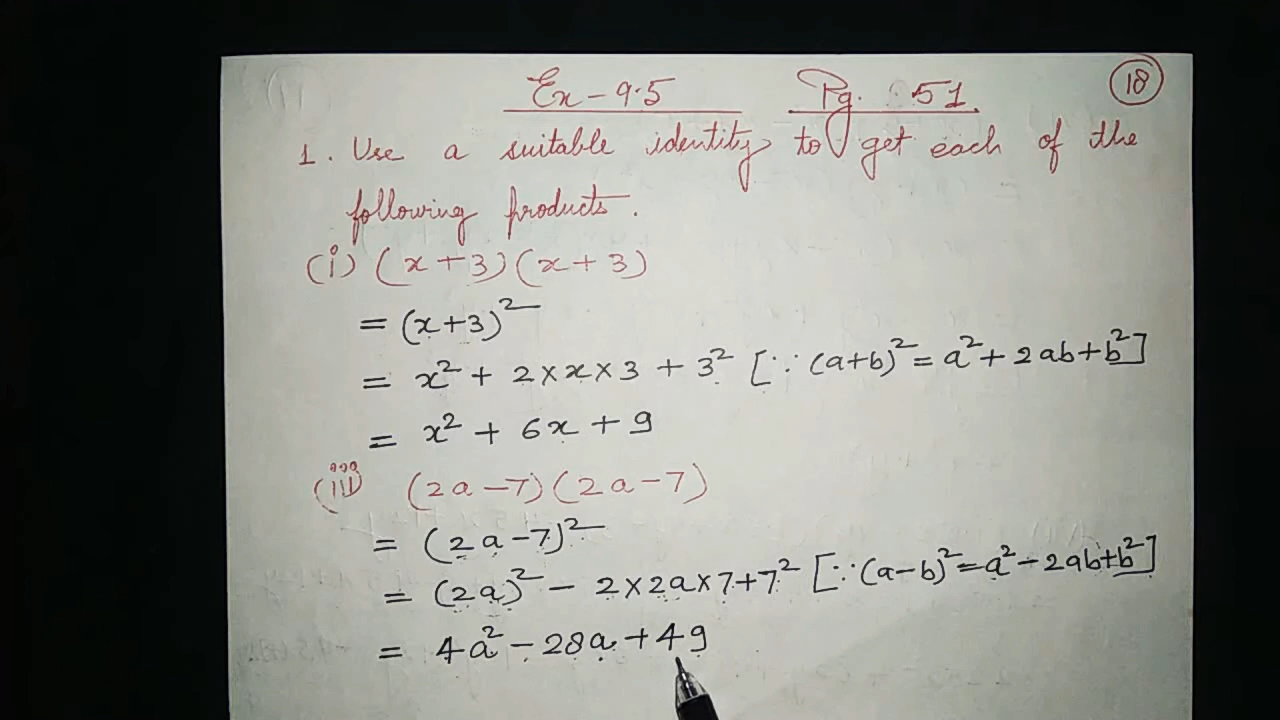 Ex-9.5 Pg. 51 18
1. Use a suitable identity to get each of the
following products.
(i) (x+3)(x+3)
= (x+3)²
= x² + 2×x×3 + 3² [∵ (a+b)² = a² + 2ab + b²]
= x² + 6x + 9
(iii) (2a-7)(2a-7)
= (2a-7)²
= (2a)² - 2×2a×7+7² [∵ (a-b)² = a² - 2ab+b²]
= 4a² - 28a + 49